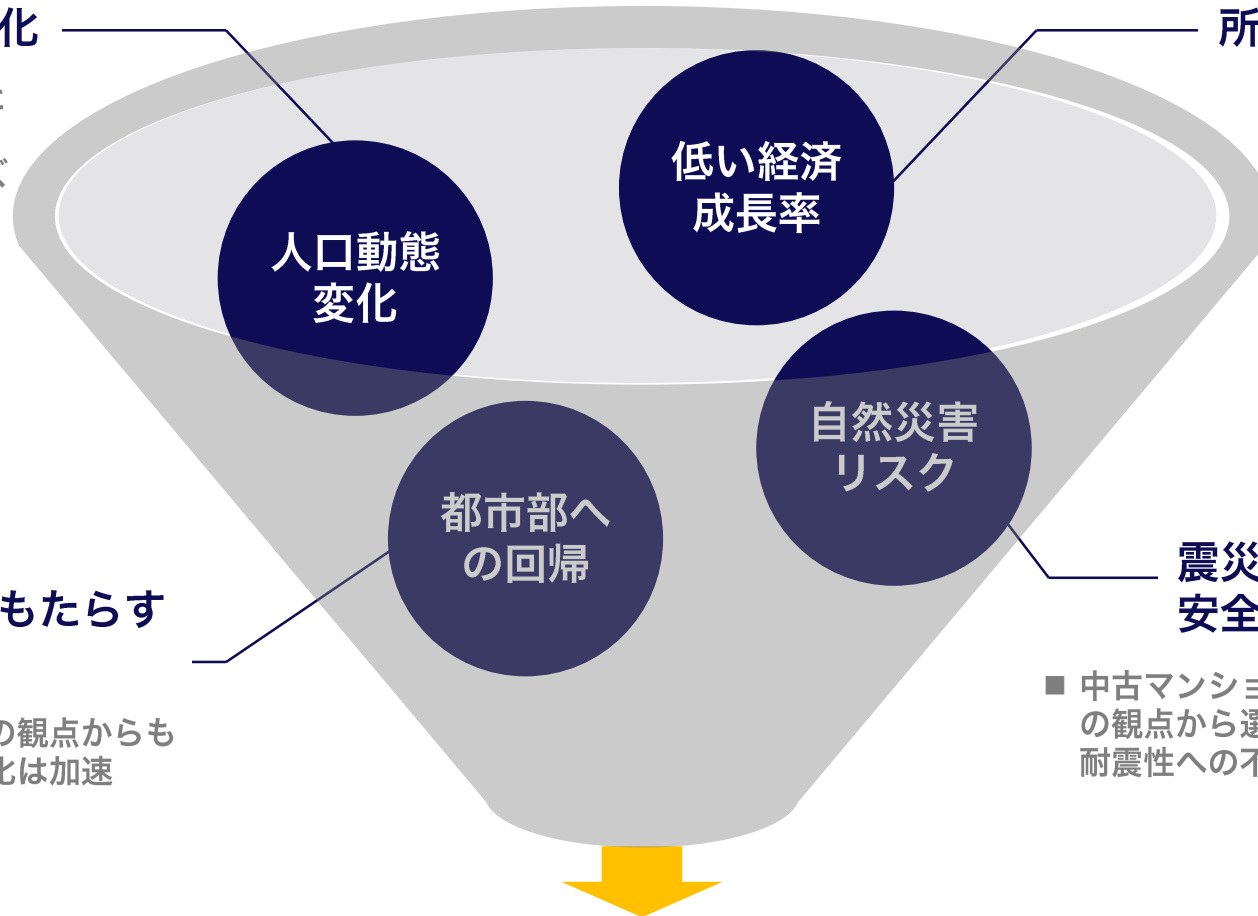 化
所
に
ズ
低い経済
成長率
人口動態
変化
自然災害
リスク
都市部へ
の回帰
もたらす
の観点からも
化は加速
震災
安全
■ 中古マンショ
の観点から選
耐震性への不